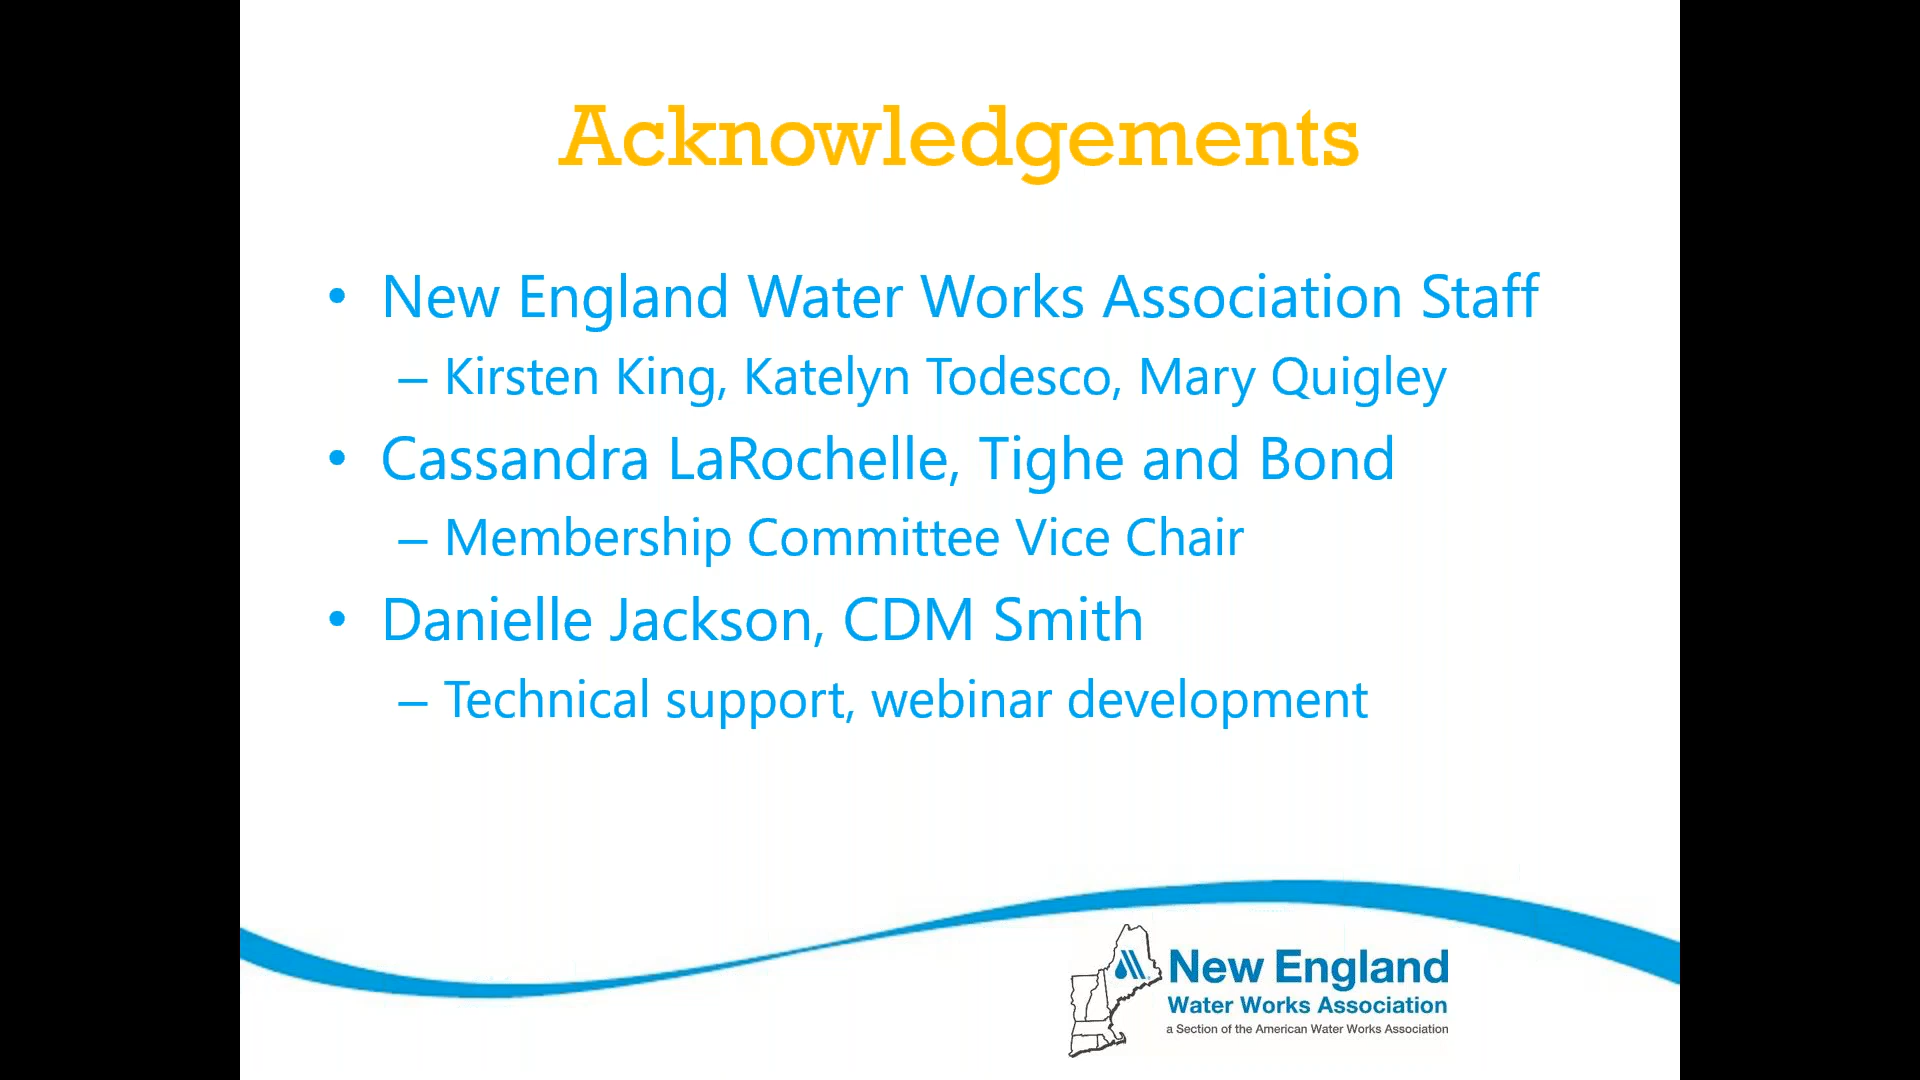 Acknowledgements
• New England Water Works Association Staff
– Kirsten King, Katelyn Todesco, Mary Quigley
• Cassandra LaRochelle, Tighe and Bond
– Membership Committee Vice Chair
• Danielle Jackson, CDM Smith
– Technical support, webinar development
New England
Water Works Association
a Section of the American Water Works Association